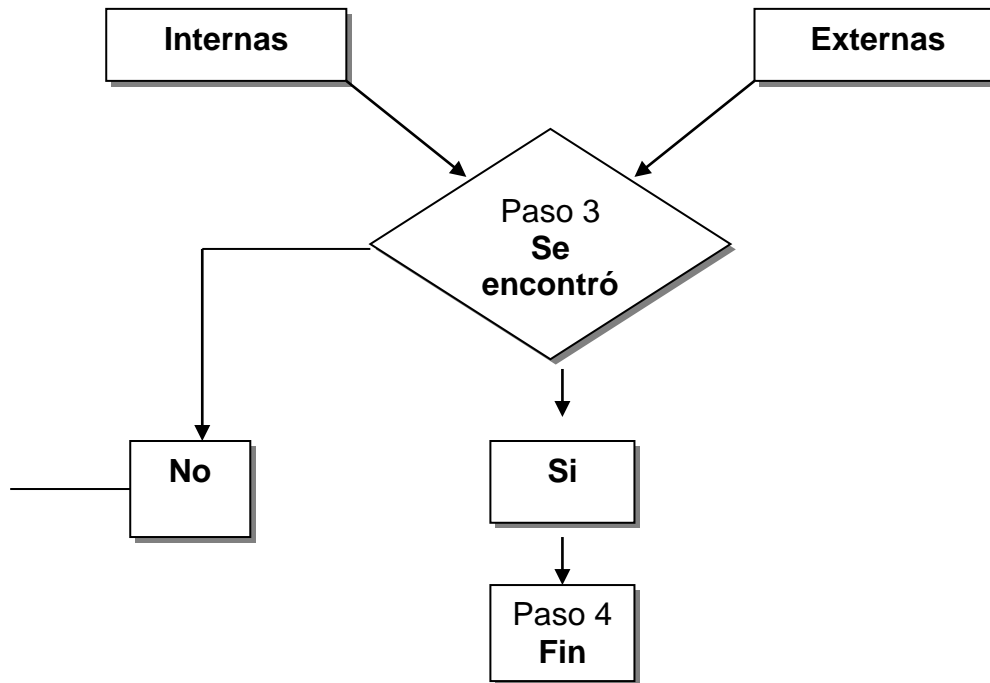 Internas
Externas
Paso 3
Se
encontró
No
Si
Paso 4
Fin